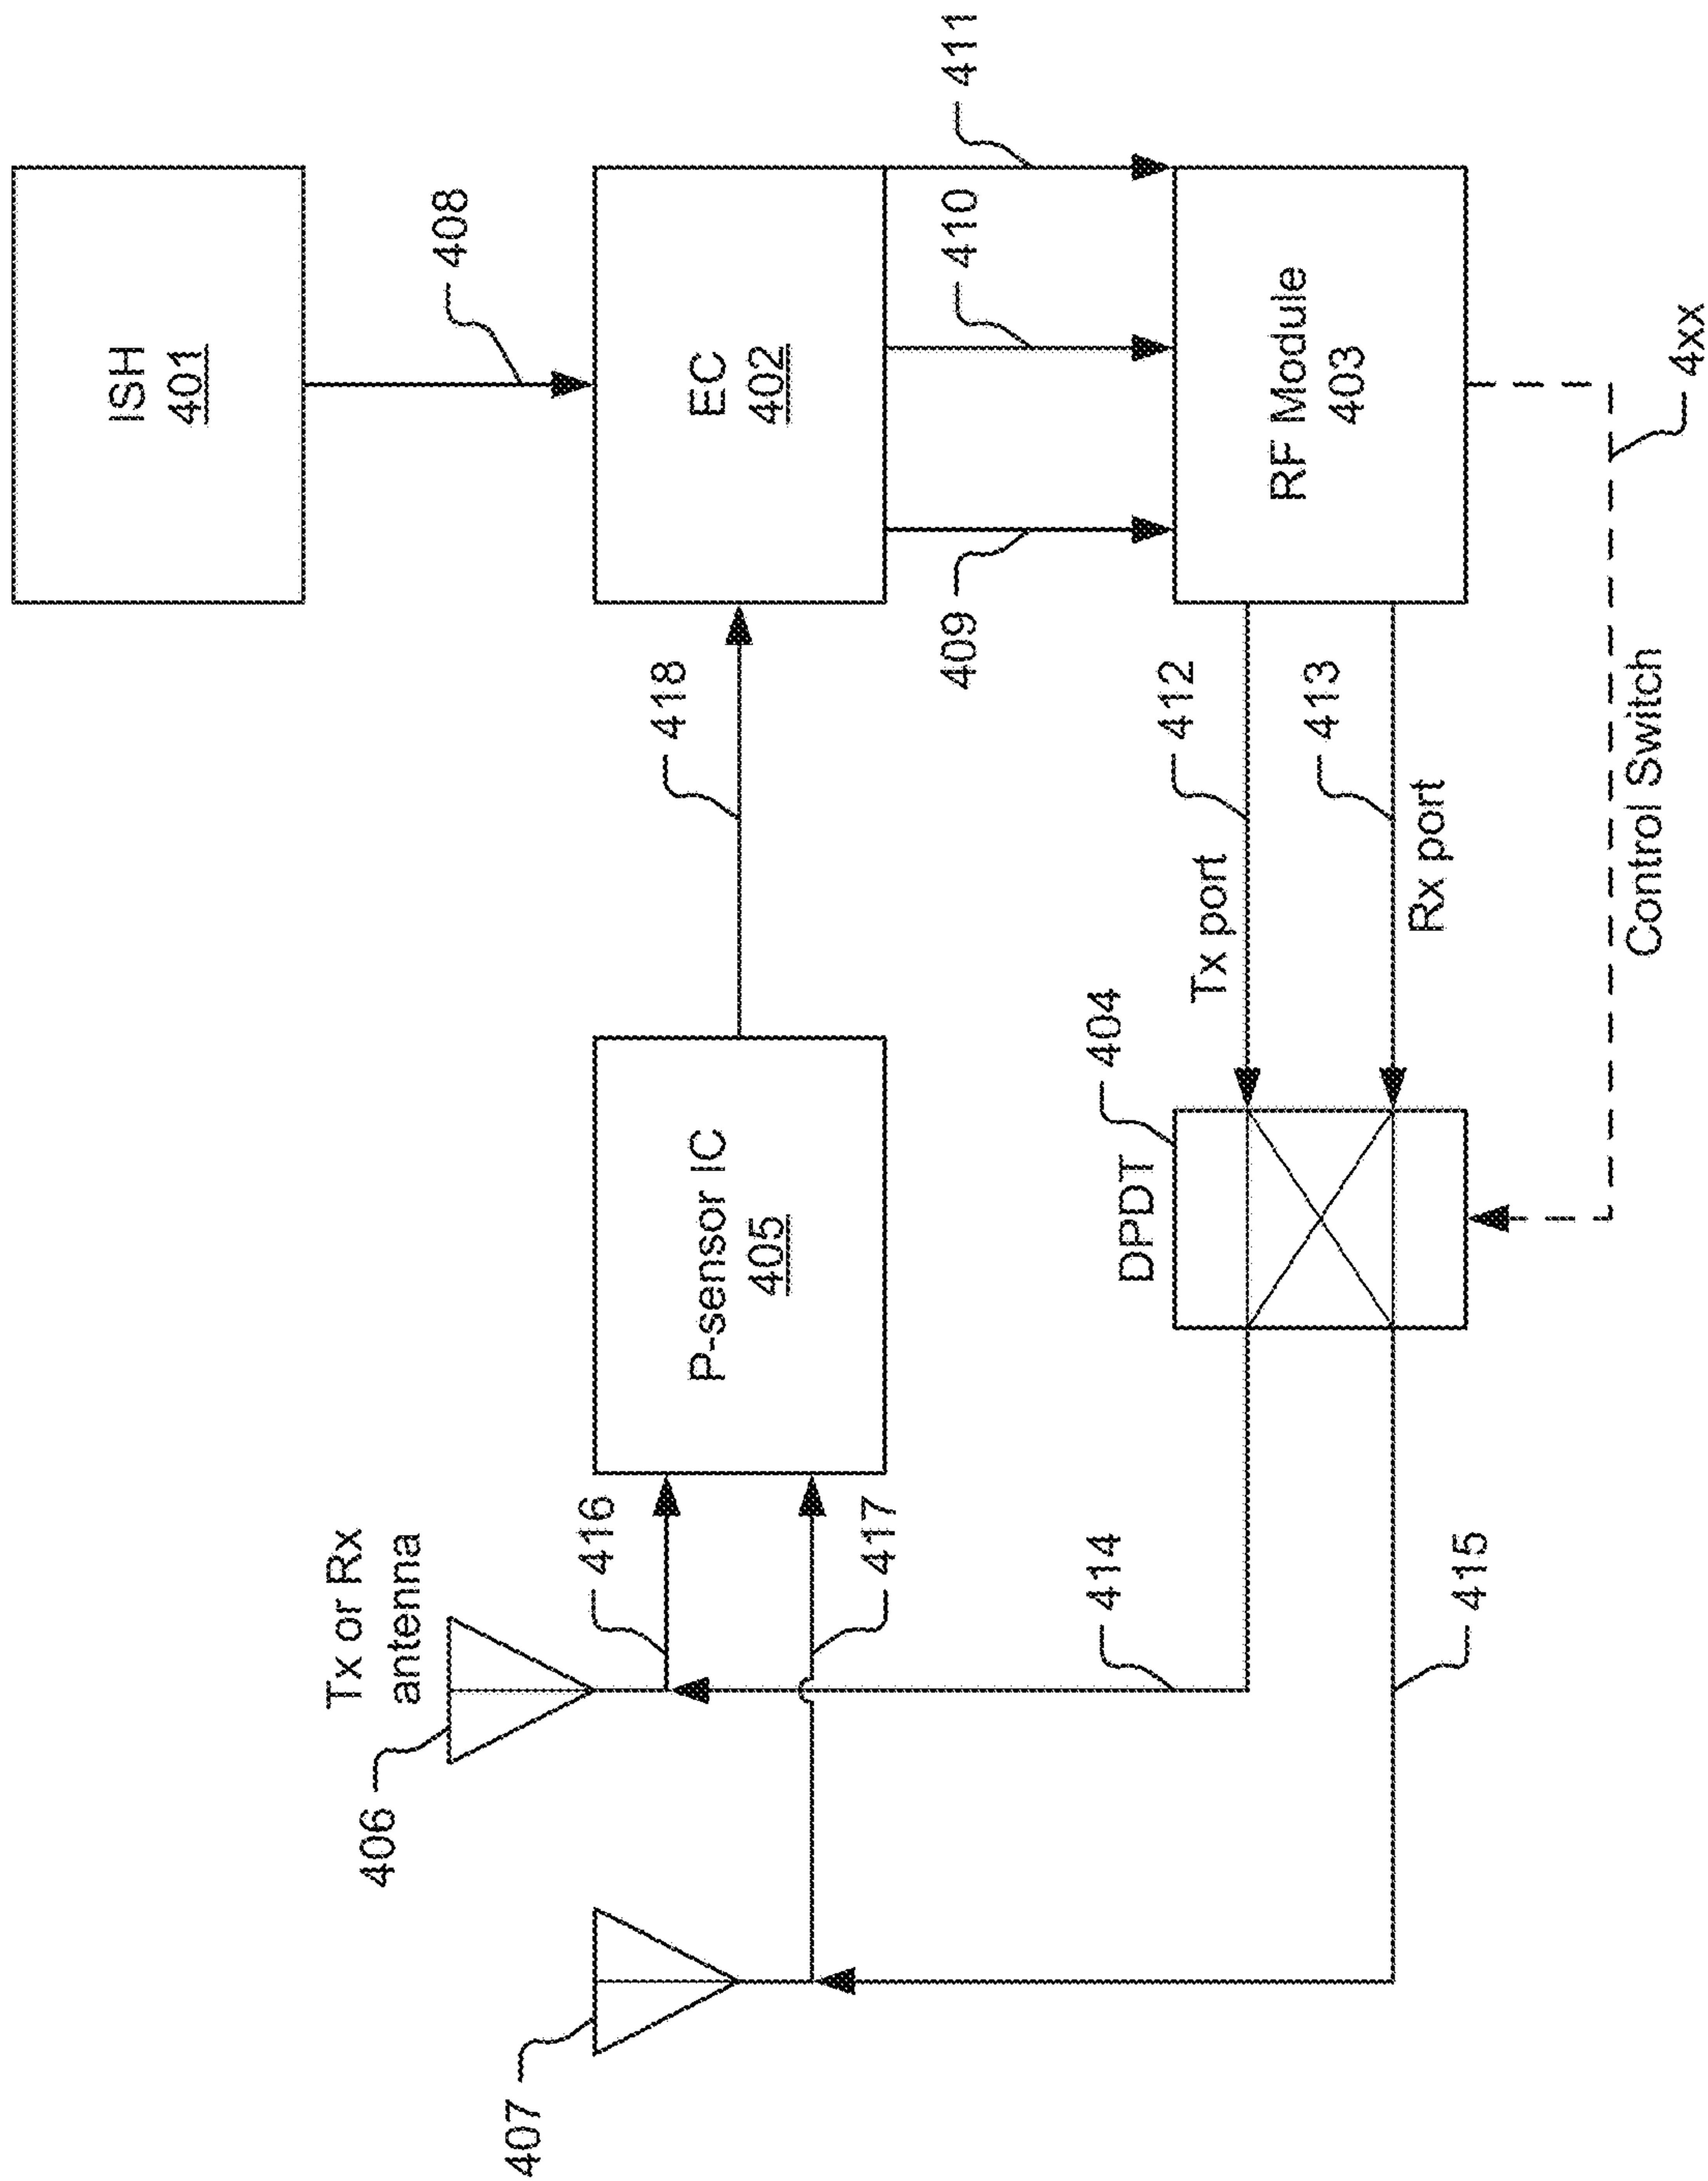 ISH
401
408
EC
402
409
410
411
RF Module
403
418
412
413
Tx port
Rx port
Control Switch
4xx
P-sensor IC
405
404
DPDT
Tx or Rx
antenna
416
417
414
415
406
407